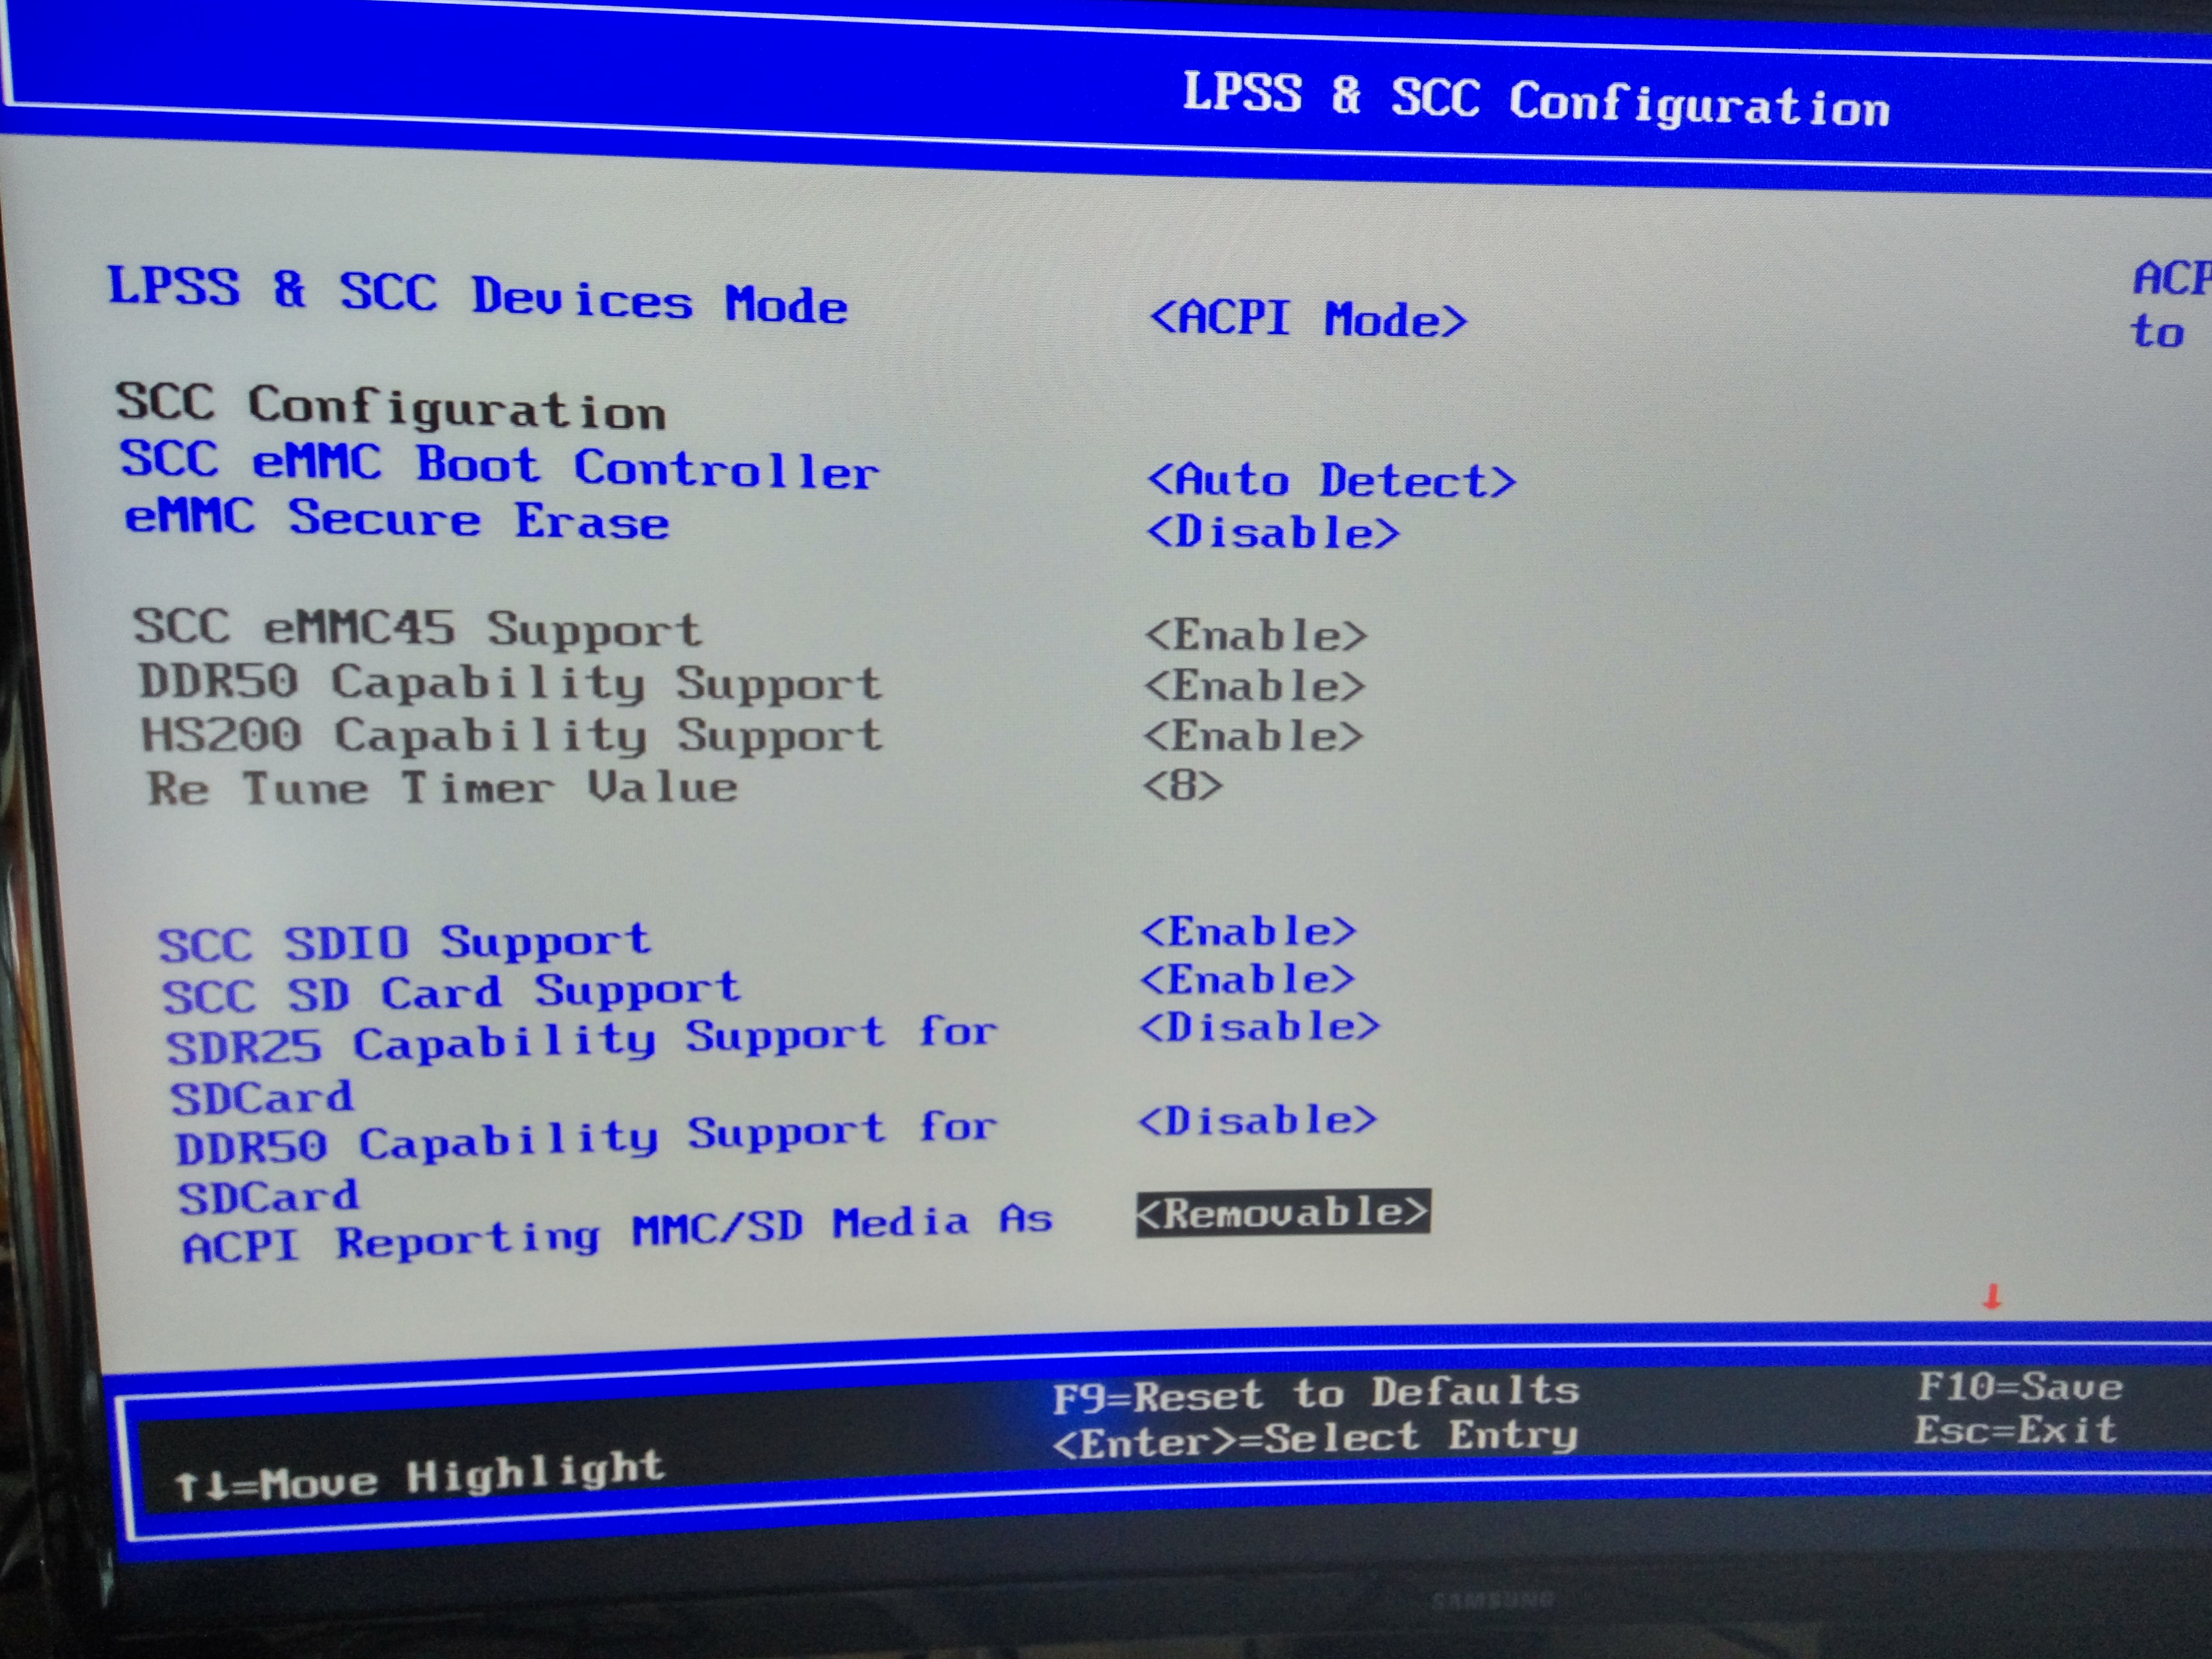 LPSS & SCC Configuration
LPSS & SCC Devices Mode <ACPI Mode>
ACP
to
SCC Configuration
SCC eMMC Boot Controller <Auto Detect>
eMMC Secure Erase <Disable>
SCC eMMC45 Support <Enable>
DDR50 Capability Support <Enable>
HS200 Capability Support <Enable>
Re Tune Timer Value <8>
SCC SDIO Support <Enable>
SCC SD Card Support <Enable>
SDR25 Capability Support for <Disable>
SDCard
DDR50 Capability Support for <Disable>
SDCard
ACPI Reporting MMC/SD Media As <Removable>
↓
F9=Reset to Defaults F10=Save
↑↓=Move Highlight <Enter>=Select Entry Esc=Exit
SAMSUNG